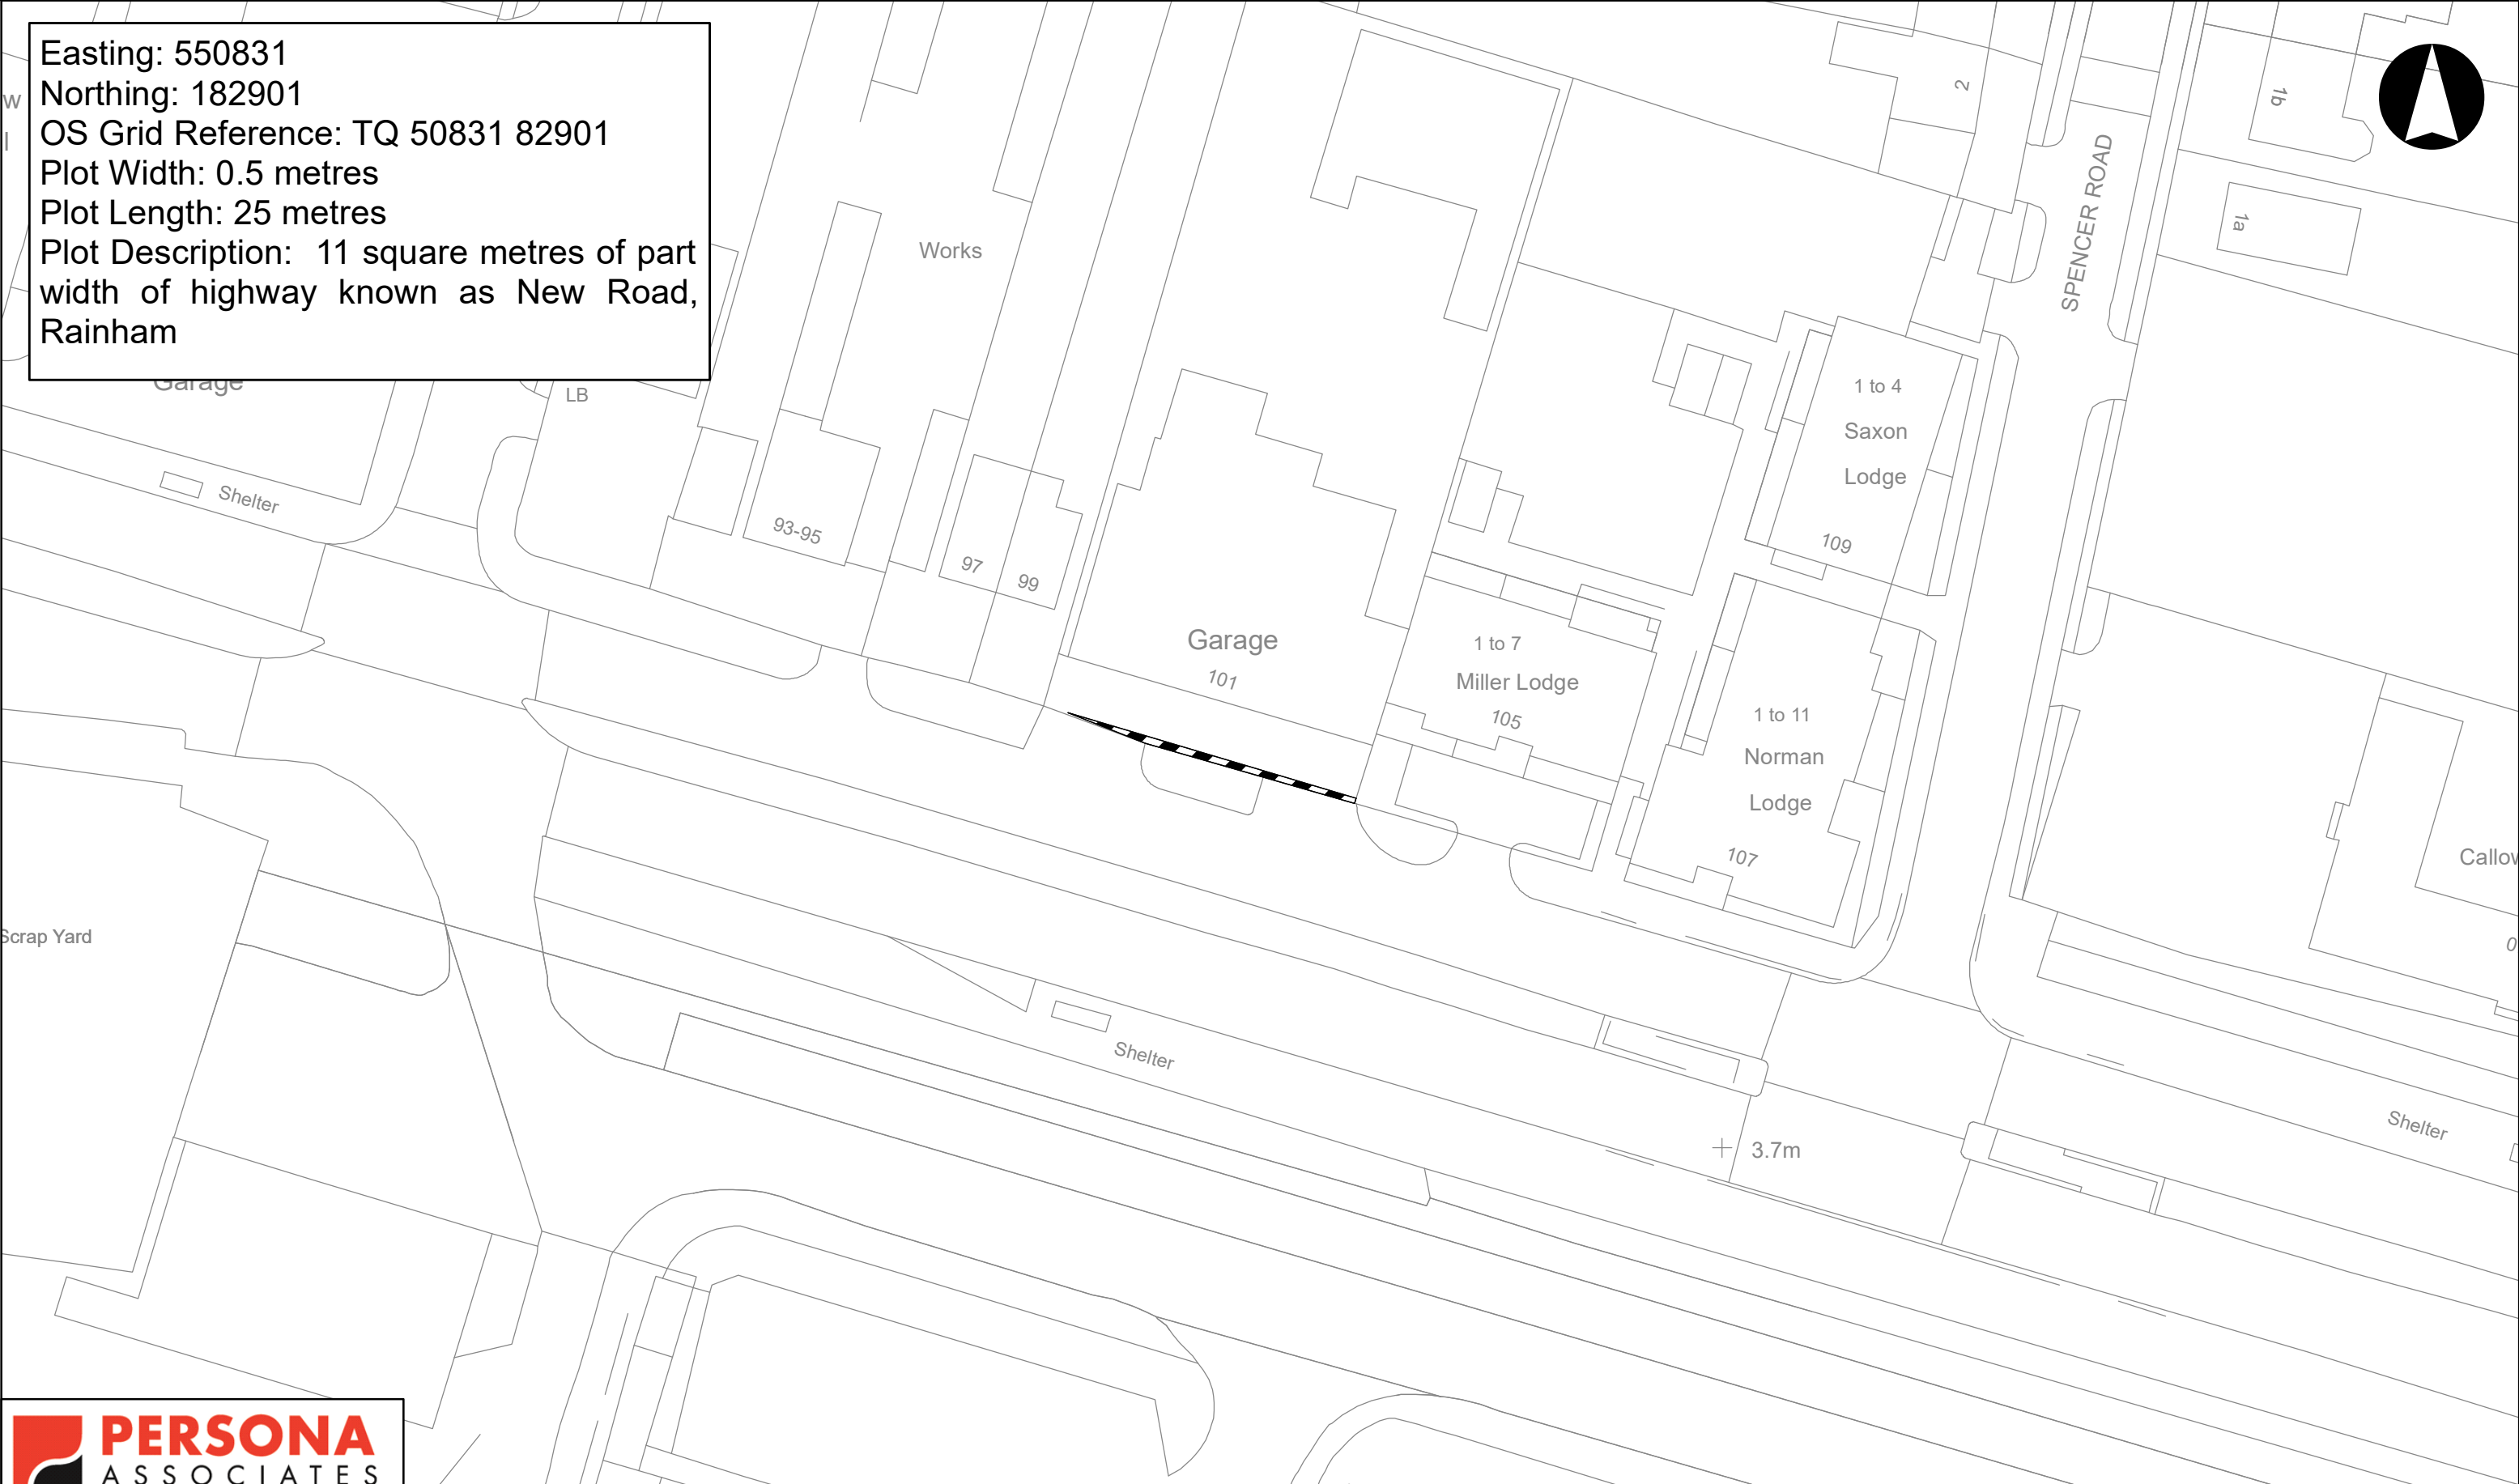 Easting: 550831
Northing: 182901
OS Grid Reference: TQ 50831 82901
Plot Width: 0.5 metres
Plot Length: 25 metres
Plot Description: 11 square metres of part
width of highway known as New Road,
Rainham
w
Garage
LB
Shelter
Works
93-95
97
99
Garage
101
1 to 7
Miller Lodge
105
1 to 4
Saxon
Lodge
109
1 to 11
Norman
Lodge
107
2
SPENCER ROAD
1b
1a
Callow
0
Scrap Yard
Shelter
3.7m
Shelter
PERSONA
ASSOCIATES